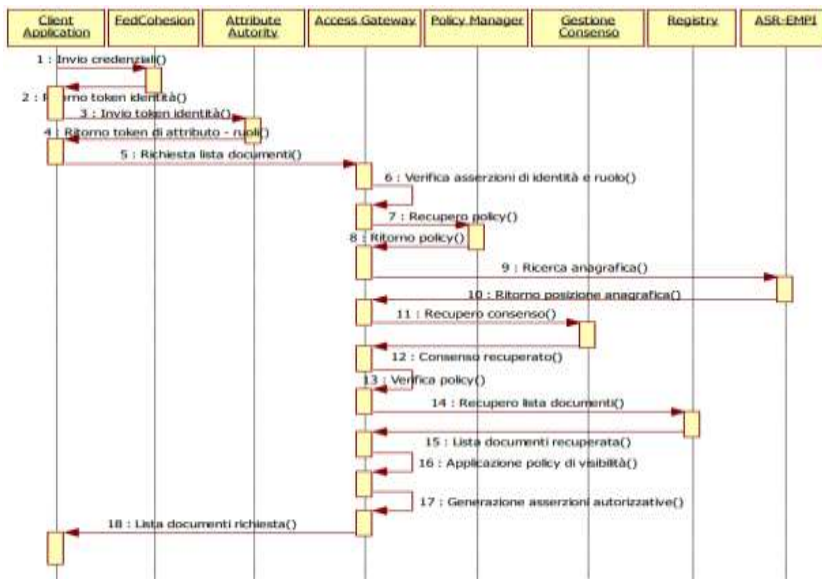 Client
Application
FedCohesion
Attribute
Autority
Access Gateway
Policy Manager
Gestione
Consenso
Registry
ASR-EMPI
1 : Invio credenziali()
2 : Ritorno token identità()
3 : Invio token identità()
4 : Ritorno token di attributo - ruoli()
5 : Richiesta lista documenti()
6 : Verifica asserzioni di identità e ruolo()
7 : Recupero policy()
8 : Ritorno policy()
9 : Ricerca anagrafica()
10 : Ritorno posizione anagrafica()
11 : Recupero consenso()
12 : Consenso recuperato()
13 : Verifica policy()
14 : Recupero lista documenti()
15 : Lista documenti recuperata()
16 : Applicazione policy di visibilità()
17 : Generazione asserzioni autorizzative()
18 : Lista documenti richiesta()